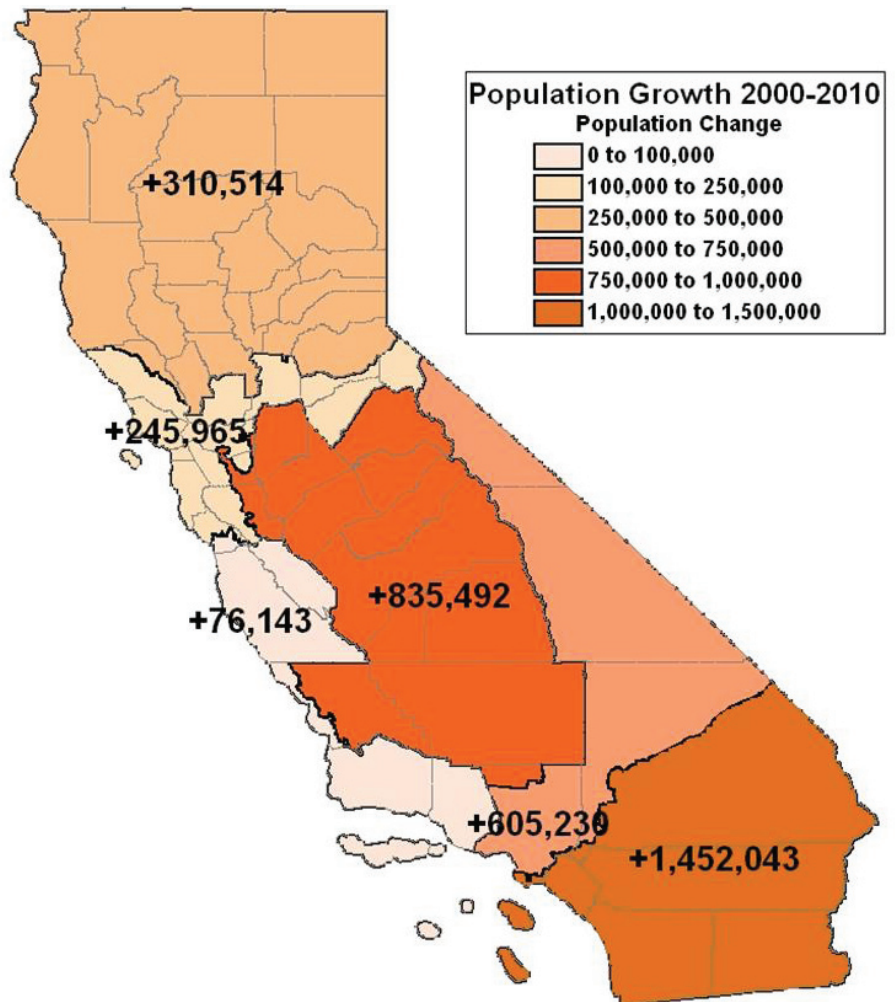 Population Growth 2000-2010
Population Change
0 to 100,000
100,000 to 250,000
250,000 to 500,000
500,000 to 750,000
750,000 to 1,000,000
1,000,000 to 1,500,000
+310,514
+245,965
+835,492
+76,143
+605,230
+1,452,043